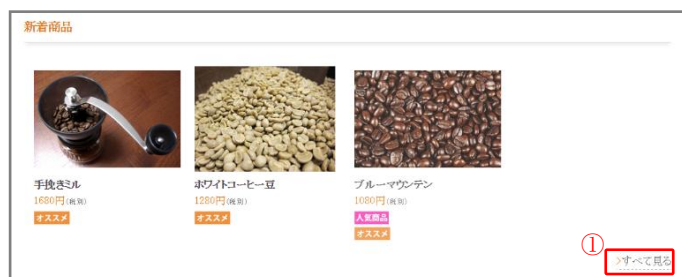 新着商品
手挽きミル
1680円(税別)
オススメ
ホワイトコーヒー豆
1280円(税別)
オススメ
ブルーマウンテン
1080円(税別)
人気商品
オススメ
①
>すべて見る